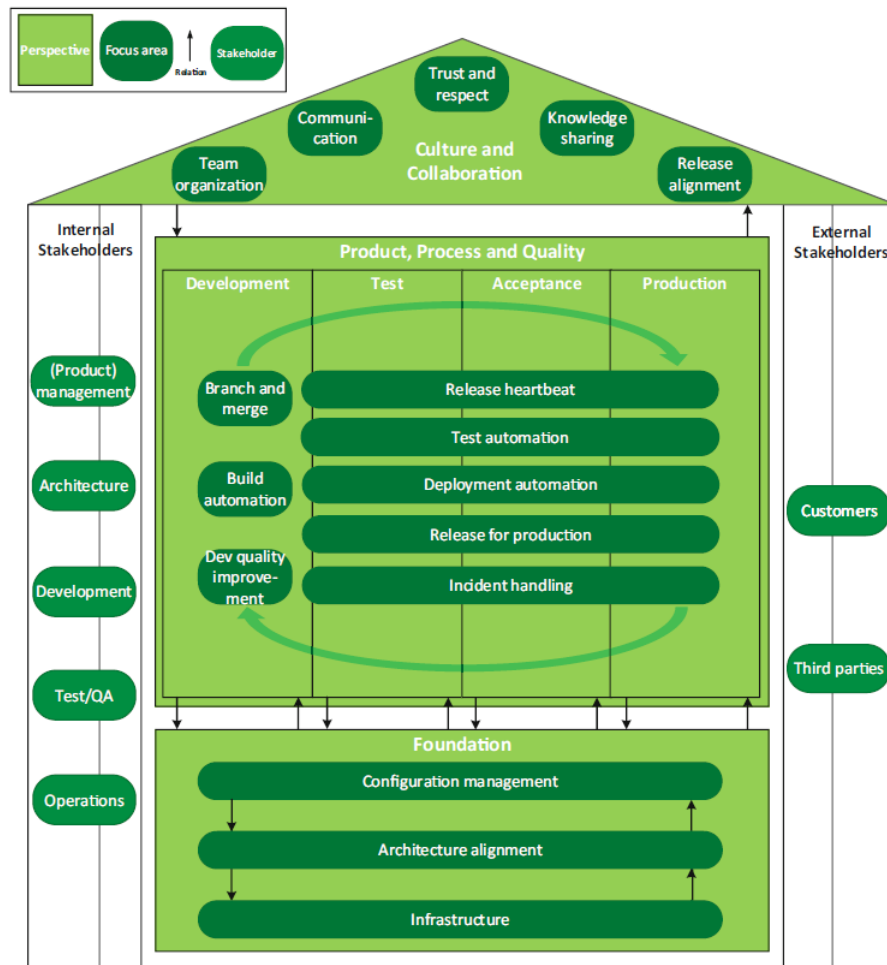 Perspective
Focus area
Relation
Stakeholder
Trust and
respect
Communi-
cation
Knowledge
sharing
Culture and
Collaboration
Team
organization
Release
alignment
Internal
Stakeholders
External
Stakeholders
Product, Process and Quality
Development
Test
Acceptance
Production
(Product)
management
Branch and
merge
Release heartbeat
Test automation
Architecture
Build
automation
Deployment automation
Customers
Release for production
Development
Dev quality
improve-
ment
Incident handling
Third parties
Test/QA
Foundation
Configuration management
Operations
Architecture alignment
Infrastructure